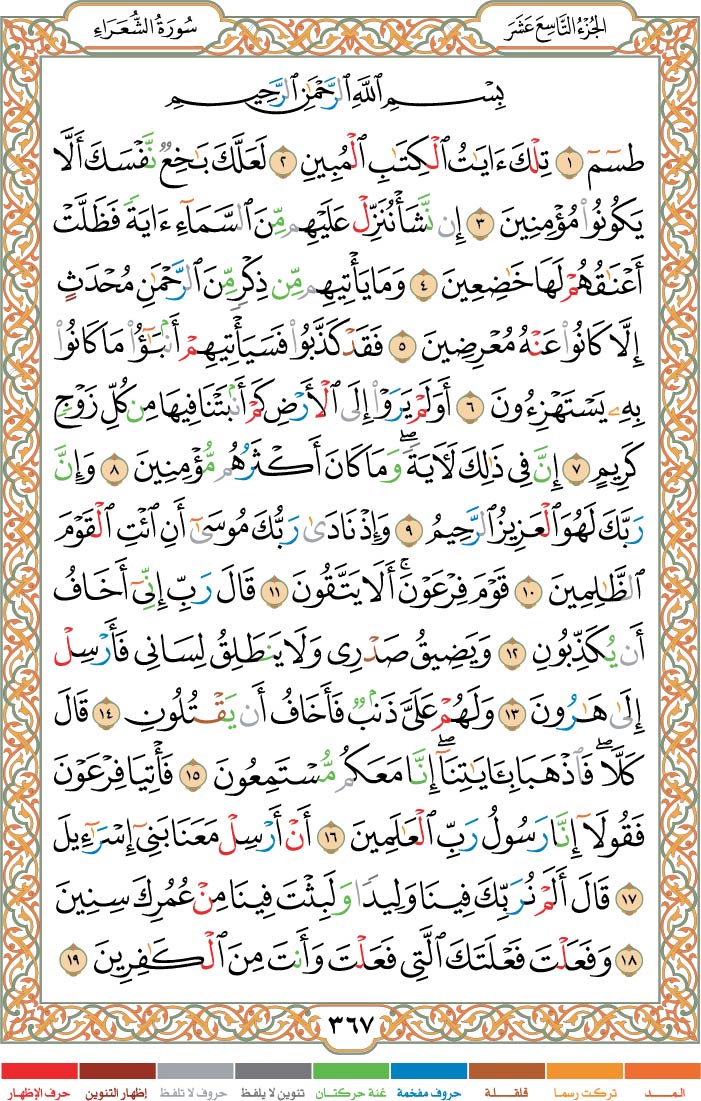 الجُزْءُ التَّاسِعَ عَشَرَ
سُورَةُ الشُّعَرَاءِ
بِسْمِ ٱللَّهِ ٱلرَّحْمَٰنِ ٱلرَّحِيمِ
طسٓمٓ ١ تِلْكَ ءَايَٰتُ ٱلْكِتَٰبِ ٱلْمُبِينِ ٢ لَعَلَّكَ بَٰخِعٌ نَّفْسَكَ أَلَّا
يَكُونُوا۟ مُؤْمِنِينَ ٣ إِن نَّشَأْ نُنَزِّلْ عَلَيْهِم مِّنَ ٱلسَّمَآءِ ءَايَةً فَظَلَّتْ
أَعْنَٰقُهُمْ لَهَا خَٰضِعِينَ ٤ وَمَا يَأْتِيهِم مِّن ذِكْرٍ مِّنَ ٱلرَّحْمَٰنِ مُحْدَثٍ
إِلَّا كَانُوا۟ عَنْهُ مُعْرِضِينَ ٥ فَقَدْ كَذَّبُوا۟ فَسَيَأْتِيهِمْ أَنۢبَٰٓؤُا۟ مَا كَانُوا۟
بِهِۦ يَسْتَهْزِءُونَ ٦ أَوَلَمْ يَرَوْا۟ إِلَى ٱلْأَرْضِ كَمْ أَنۢبَتْنَا فِيهَا مِن كُلِّ زَوْجٍ
كَرِيمٍ ٧ إِنَّ فِى ذَٰلِكَ لَءَايَةً ۖ وَمَا كَانَ أَكْثَرُهُم مُّؤْمِنِينَ ٨ وَإِنَّ
رَبَّكَ لَهُوَ ٱلْعَزِيزُ ٱلرَّحِيمُ ٩ وَإِذْ نَادَىٰ رَبُّكَ مُوسَىٰٓ أَنِ ٱئْتِ ٱلْقَوْمَ
ٱلظَّٰلِمِينَ ١٠ قَوْمَ فِرْعَوْنَ ۚ أَلَا يَتَّقُونَ ١١ قَالَ رَبِّ إِنِّىٓ أَخَافُ
أَن يُكَذِّبُونِ ١٢ وَيَضِيقُ صَدْرِى وَلَا يَنطَلِقُ لِسَانِى فَأَرْسِلْ
إِلَىٰ هَٰرُونَ ١٣ وَلَهُمْ عَلَىَّ ذَنۢبٌ فَأَخَافُ أَن يَقْتُلُونِ ١٤ قَالَ
كَلَّا ۖ فَٱذْهَبَا بِـَٔايَٰتِنَآ ۖ إِنَّا مَعَكُم مُّسْتَمِعُونَ ١٥ فَأْتِيَا فِرْعَوْنَ
فَقُولَآ إِنَّا رَسُولُ رَبِّ ٱلْعَٰلَمِينَ ١٦ أَنْ أَرْسِلْ مَعَنَا بَنِىٓ إِسْرَٰٓءِيلَ
١٧ قَالَ أَلَمْ نُرَبِّكَ فِينَا وَلِيدًا وَلَبِثْتَ فِينَا مِنْ عُمُرِكَ سِنِينَ
١٨ وَفَعَلْتَ فَعْلَتَكَ ٱلَّتِى فَعَلْتَ وَأَنتَ مِنَ ٱلْكَٰفِرِينَ ١٩
٣٦٧
المــــد تركت رسما قلقلة حروف مفخمة غنة حركتان تنوين لا يلفظ حروف لا تلفظ إظهار التنوين حرف الإظهار